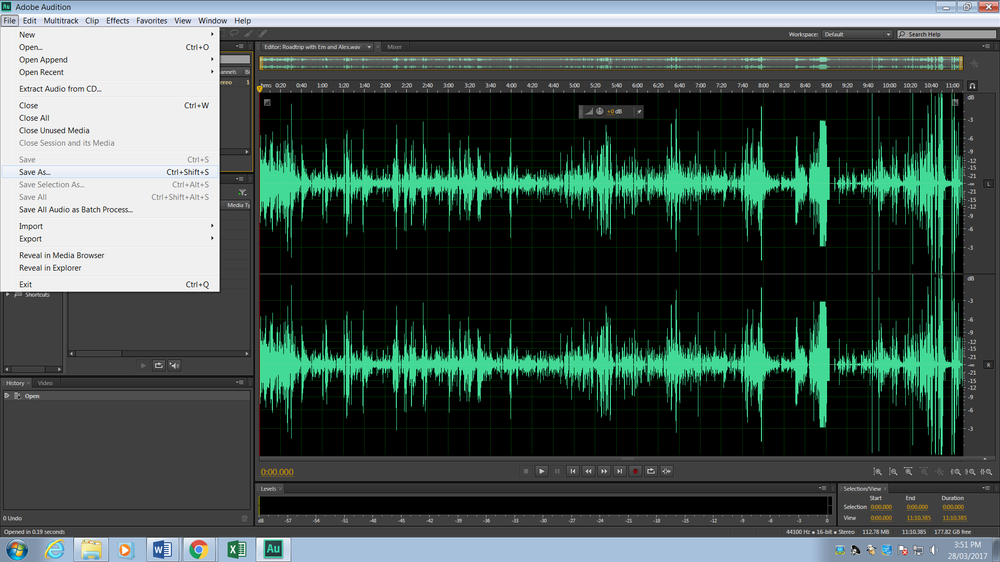 Adobe Audition
File Edit Multitrack Clip Effects Favorites View Window Help
New
Open... Ctrl+O
Open Append
Open Recent
Extract Audio from CD...
Close Ctrl+W
Close All
Close Unused Media
Close Session and its Media
Save Ctrl+S
Save As... Ctrl+Shift+S
Save Selection As... Ctrl+Alt+S
Save All Ctrl+Shift+Alt+S
Save All Audio as Batch Process...
Import
Export
Reveal in Media Browser
Reveal in Explorer
Exit Ctrl+Q
Workspace: Default Search Help
Editor: Roadtrip with Em and Alex.wav Mixer
annels Bi
ereo 1
Media Ty
Shortcuts
hms 0:20 0:40 1:00 1:20 1:40 2:00 2:20 2:40 3:00 3:20 3:40 4:00 4:20 4:40 5:00 5:20 5:40 6:00 6:20 6:40 7:00 7:20 7:40 8:00 8:20 8:40 9:00 9:20 9:40 10:00 10:20 10:40 11:00
+0 dB
dB
-3
-6
-9
-12
-15
-21
-∞
-21
-15
-12
-9
-6
-3
L
dB
-3
-6
-9
-12
-15
-21
-∞
-21
-15
-12
-9
-6
-3
R
History Video
Open
0 Undo
0:00.000
Levels
dB -57 -54 -51 -48 -45 -42 -39 -36 -33 -30 -27 -24 -21 -18 -15 -12 -9 -6 -3 0
Selection/View
Start End Duration
Selection 0:00.000 0:00.000 0:00.000
View 0:00.000 11:10.385 11:10.385
Opened in 0.19 seconds
44100 Hz ● 16-bit ● Stereo 112.78 MB 11:10.385 177.82 GB free
Au
DAD
3:51 PM
28/03/2017